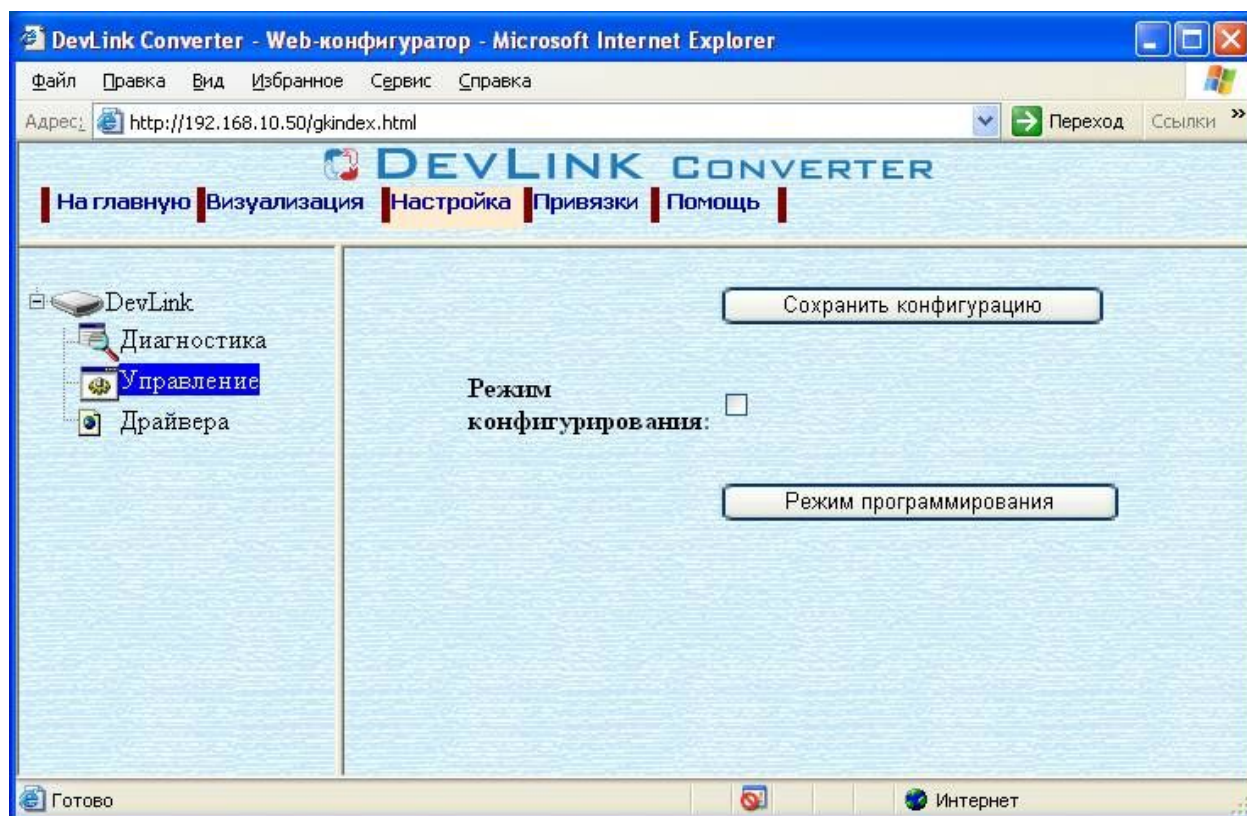 DevLink Converter - Web-конфигуратор - Microsoft Internet Explorer
Файл Правка Вид Избранное Сервис Справка
Адрес: http://192.168.10.50/gkindex.html Переход Ссылки »
DEVLINK CONVERTER
На главную Визуализация Настройка Привязки Помощь
DevLink
Диагностика
Управление
Драйвера
Сохранить конфигурацию
Режим
конфигурирования:
Режим программирования
Готово Интернет